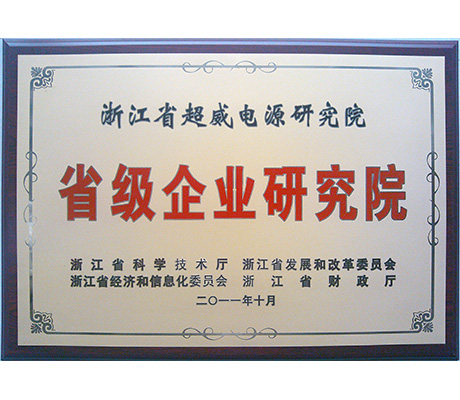 浙江省超威电源研究院
省级企业研究院
浙江省科学技术厅 浙江省发展和改革委员会
浙江省经济和信息化委员会 浙江省财政厅
二〇一一年十月